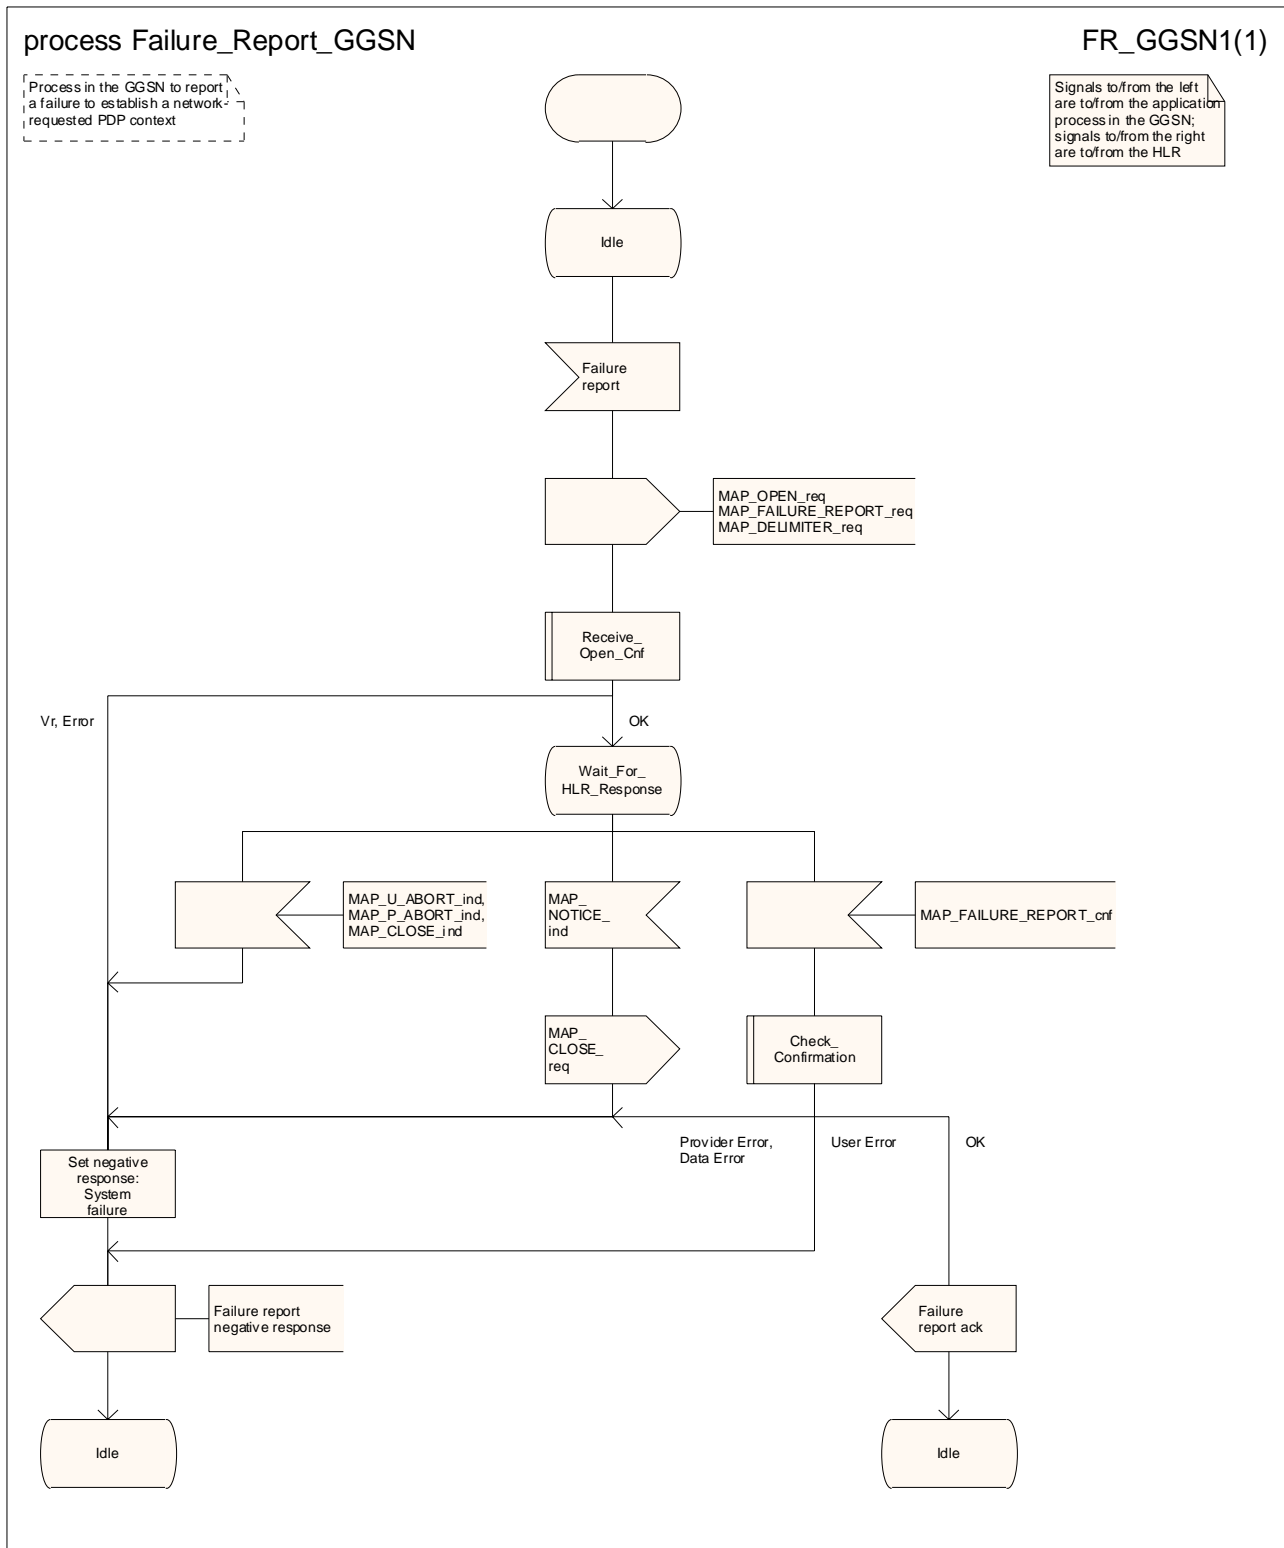 process Failure_Report_GGSN
FR_GGSN1(1)
Process in the GGSN to report
a failure to establish a network-
requested PDP context
Signals to/from the left
are to/from the application
process in the GGSN;
signals to/from the right
are to/from the HLR
Idle
Failure
report
MAP_OPEN_req
MAP_FAILURE_REPORT_req
MAP_DELIMITER_req
Receive_
Open_Cnf
Vr, Error
OK
Wait_For_
HLR_Response
MAP_U_ABORT_ind,
MAP_P_ABORT_ind,
MAP_CLOSE_ind
MAP_
NOTICE_
ind
MAP_FAILURE_REPORT_cnf
MAP_
CLOSE_
req
Check_
Confirmation
Provider Error,
Data Error
User Error
OK
Set negative
response:
System
failure
Failure report
negative response
Failure
report ack
Idle
Idle